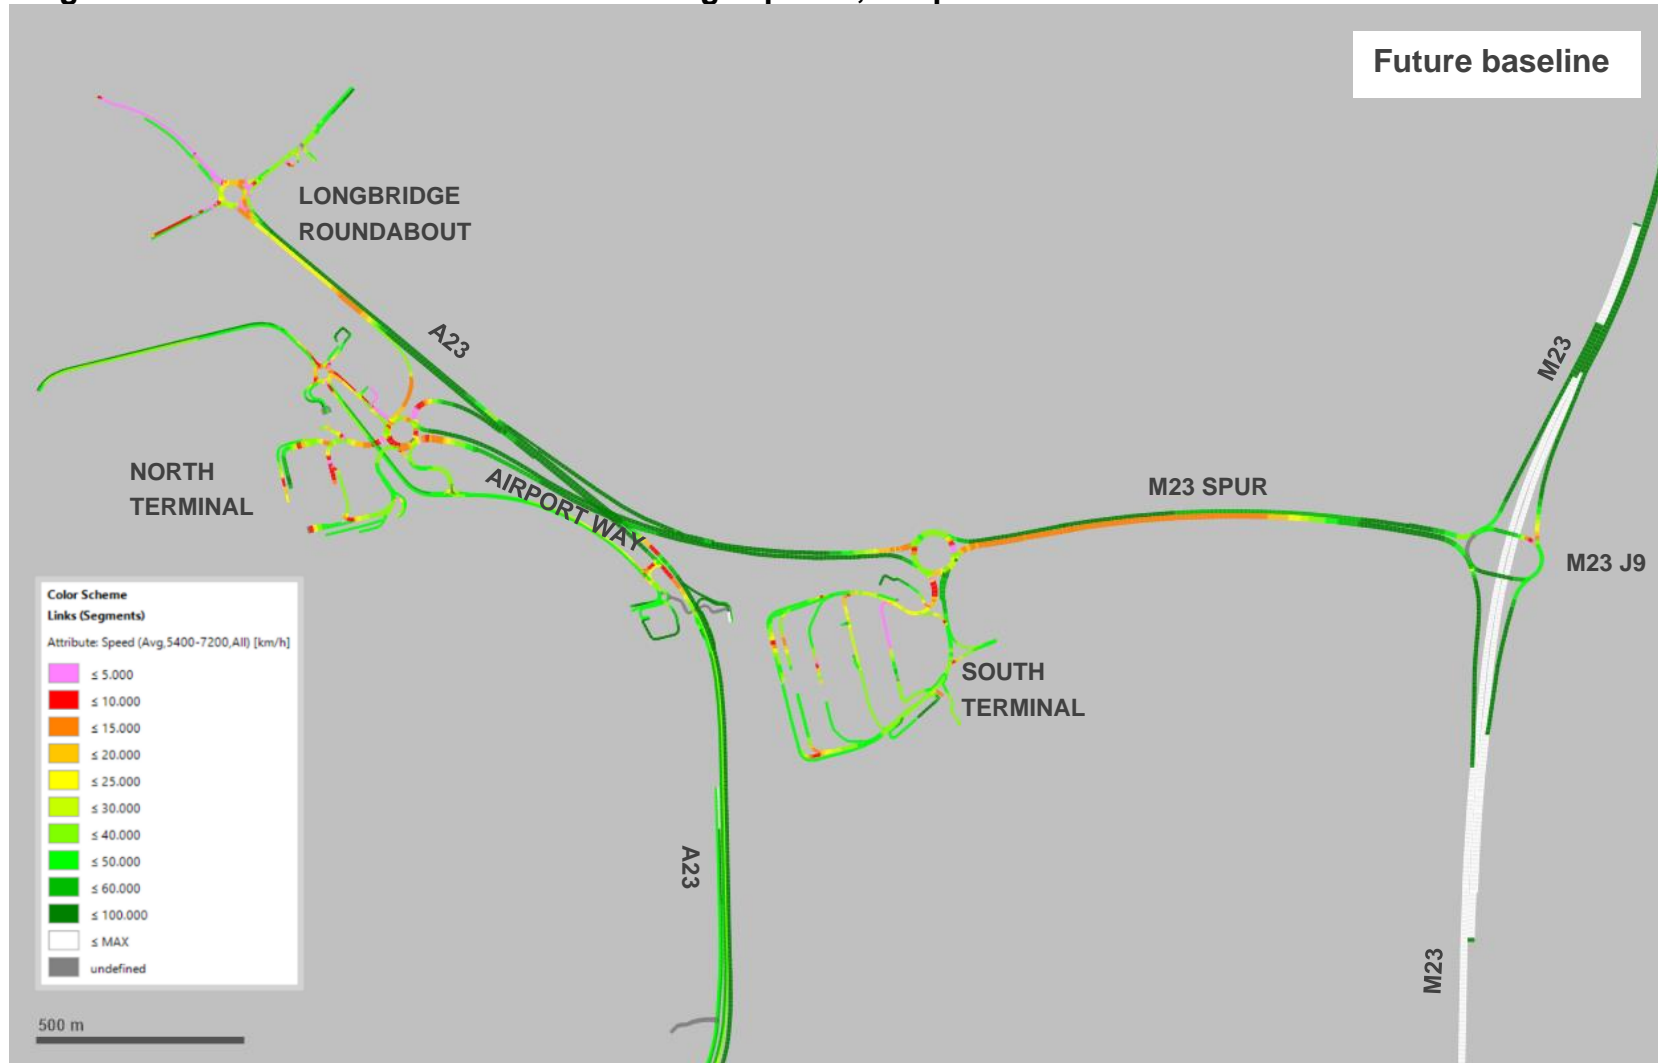 Future baseline
LONGBRIDGE
ROUNDABOUT
A23
M23
NORTH
TERMINAL
AIRPORT WAY
M23 SPUR
M23 J9
SOUTH
TERMINAL
A23
M23
Color Scheme
Links (Segments)
Attribute: Speed (Avg,5400-7200,All) [km/h]
≤ 5.000
≤ 10.000
≤ 15.000
≤ 20.000
≤ 25.000
≤ 30.000
≤ 40.000
≤ 50.000
≤ 60.000
≤ 100.000
≤ MAX
undefined
500 m